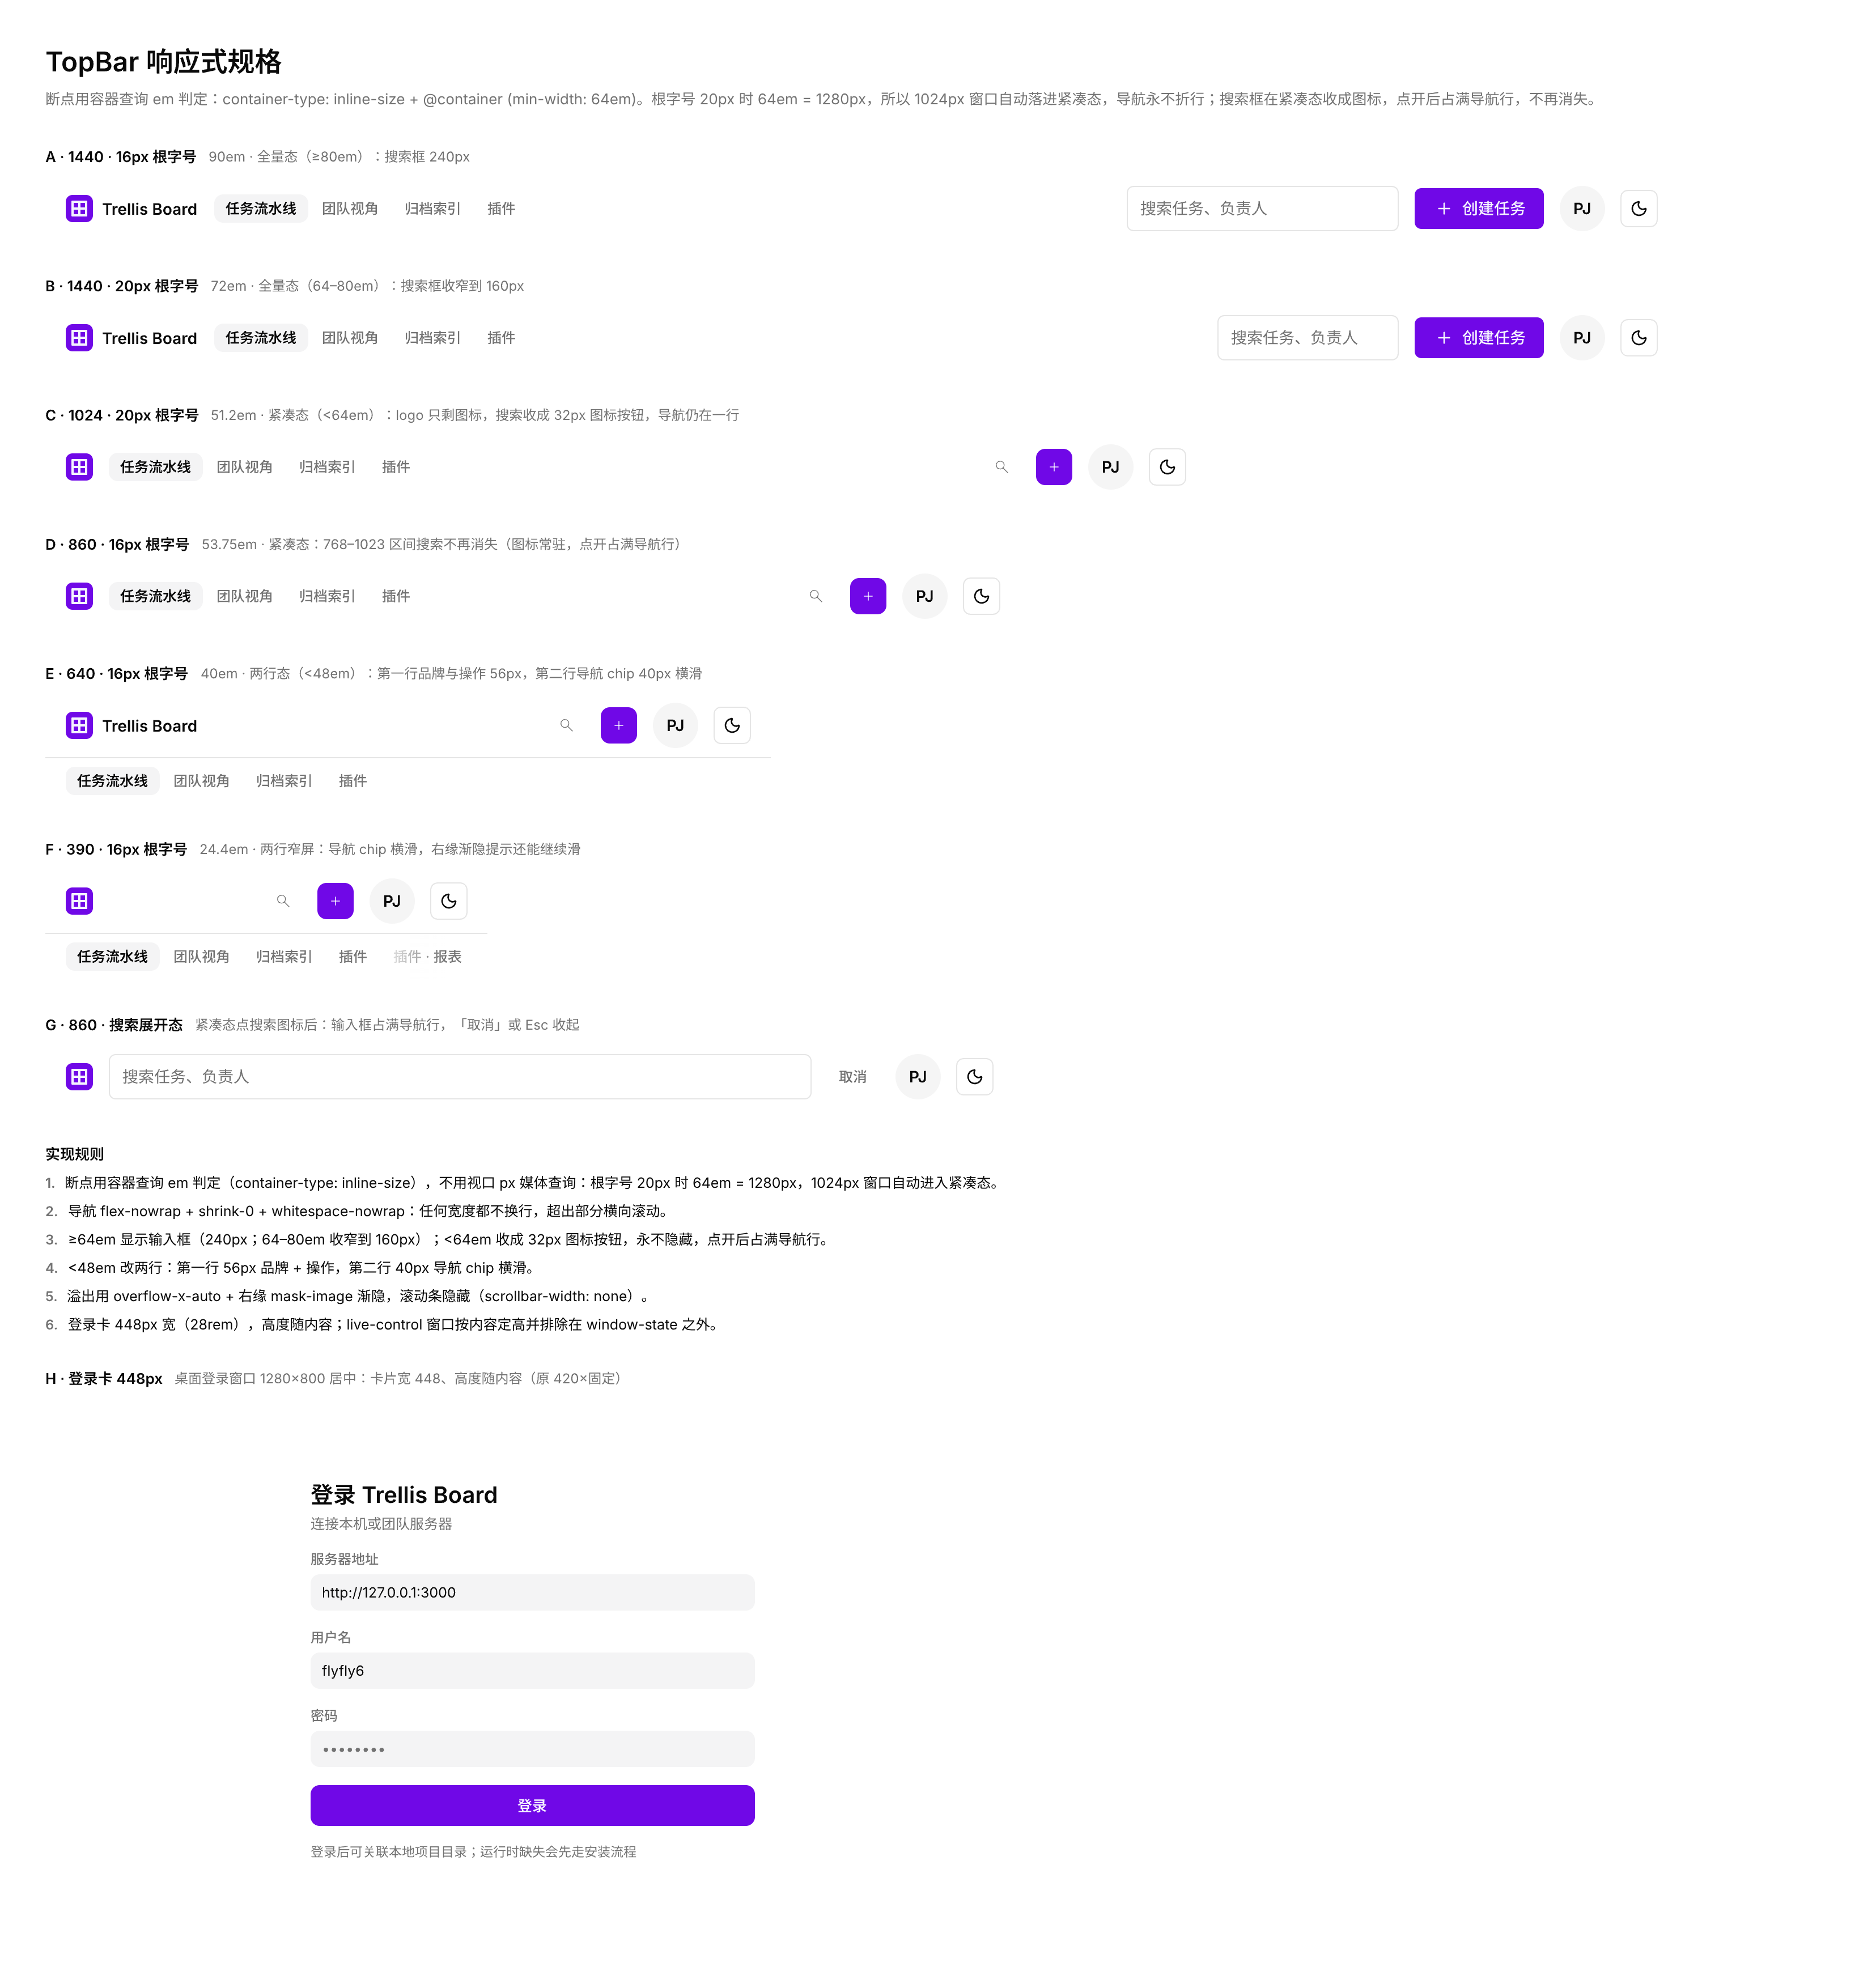 TopBar 响应式规格
断点用容器查询 em 判定：container-type: inline-size + @container (min-width: 64em)。根字号 20px 时 64em = 1280px，所以 1024px 窗口自动落进紧凑态，导航永不折行；搜索框在紧凑态收成图标，点开后占满导航行，不再消失。
A · 1440 · 16px 根字号 90em · 全量态（≥80em）：搜索框 240px
Trellis Board 任务流水线 团队视角 归档索引 插件 搜索任务、负责人 + 创建任务 PJ
B · 1440 · 20px 根字号 72em · 全量态（64–80em）：搜索框收窄到 160px
Trellis Board 任务流水线 团队视角 归档索引 插件 搜索任务、负责人 + 创建任务 PJ
C · 1024 · 20px 根字号 51.2em · 紧凑态（<64em）：logo 只剩图标，搜索收成 32px 图标按钮，导航仍在一行
任务流水线 团队视角 归档索引 插件 + PJ
D · 860 · 16px 根字号 53.75em · 紧凑态：768–1023 区间搜索不再消失（图标常驻，点开占满导航行）
任务流水线 团队视角 归档索引 插件 + PJ
E · 640 · 16px 根字号 40em · 两行态（<48em）：第一行品牌与操作 56px，第二行导航 chip 40px 横滑
Trellis Board + PJ
任务流水线 团队视角 归档索引 插件
F · 390 · 16px 根字号 24.4em · 两行窄屏：导航 chip 横滑，右缘渐隐提示还能继续滑
+ PJ
任务流水线 团队视角 归档索引 插件 插件 · 报表
G · 860 · 搜索展开态 紧凑态点搜索图标后：输入框占满导航行，「取消」或 Esc 收起
搜索任务、负责人 取消 PJ
实现规则
1. 断点用容器查询 em 判定（container-type: inline-size），不用视口 px 媒体查询：根字号 20px 时 64em = 1280px，1024px 窗口自动进入紧凑态。
2. 导航 flex-nowrap + shrink-0 + whitespace-nowrap：任何宽度都不换行，超出部分横向滚动。
3. ≥64em 显示输入框（240px；64–80em 收窄到 160px）；<64em 收成 32px 图标按钮，永不隐藏，点开后占满导航行。
4. <48em 改两行：第一行 56px 品牌 + 操作，第二行 40px 导航 chip 横滑。
5. 溢出用 overflow-x-auto + 右缘 mask-image 渐隐，滚动条隐藏（scrollbar-width: none）。
6. 登录卡 448px 宽（28rem），高度随内容；live-control 窗口按内容定高并排除在 window-state 之外。
H · 登录卡 448px 桌面登录窗口 1280×800 居中：卡片宽 448、高度随内容（原 420×固定）
登录 Trellis Board
连接本机或团队服务器
服务器地址
http://127.0.0.1:3000
用户名
flyfly6
密码
••••••••
登录
登录后可关联本地项目目录；运行时缺失会先走安装流程